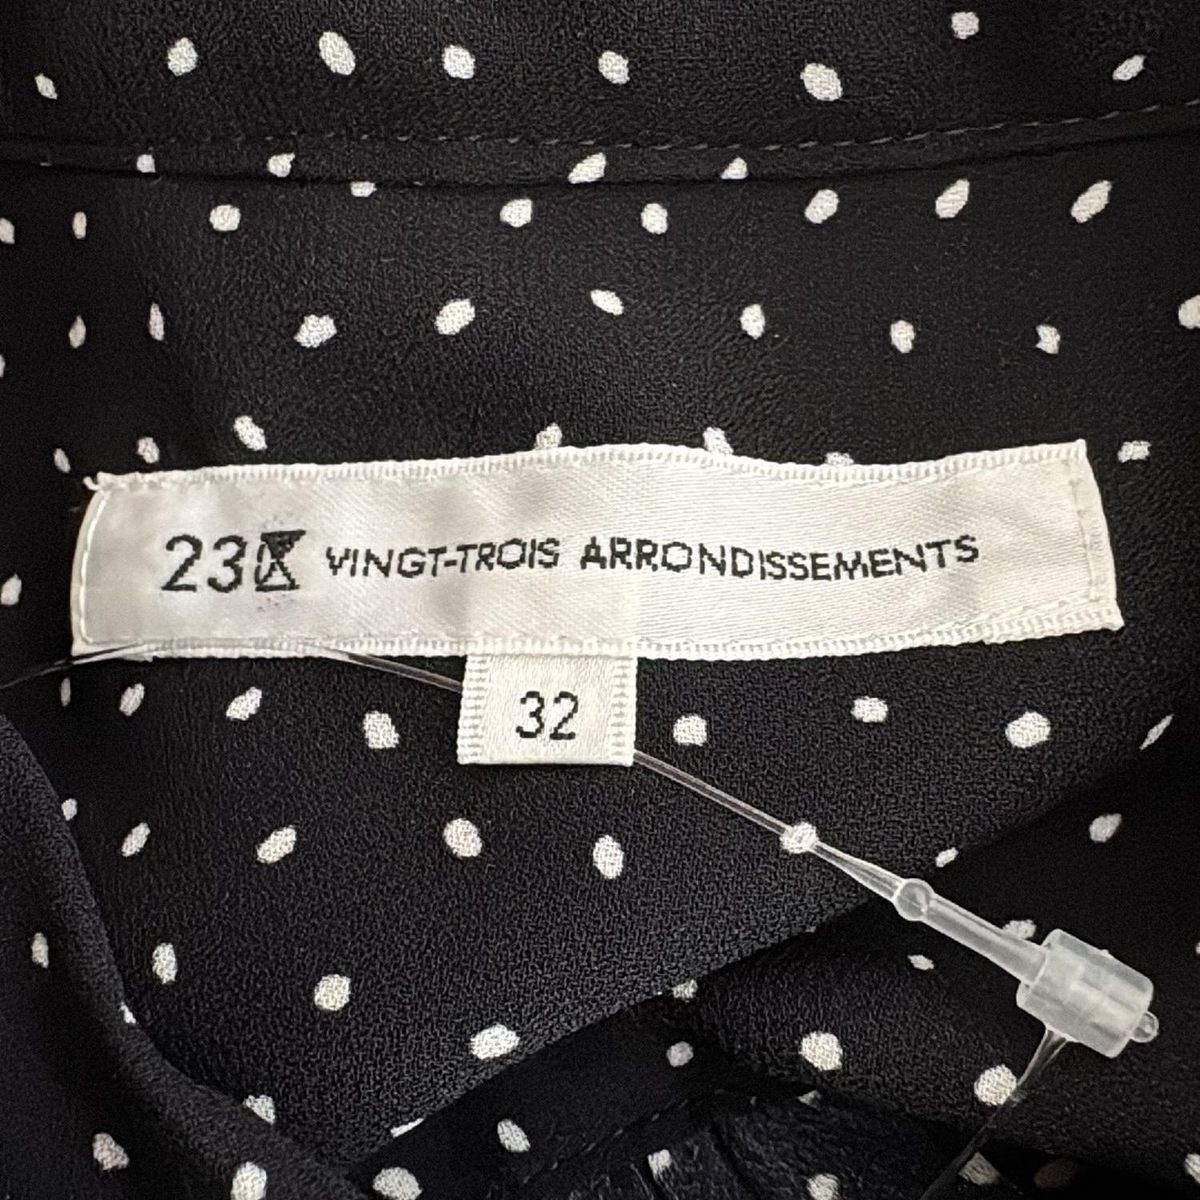 23区 VINGT-TROIS ARRONDISSEMENTS
32